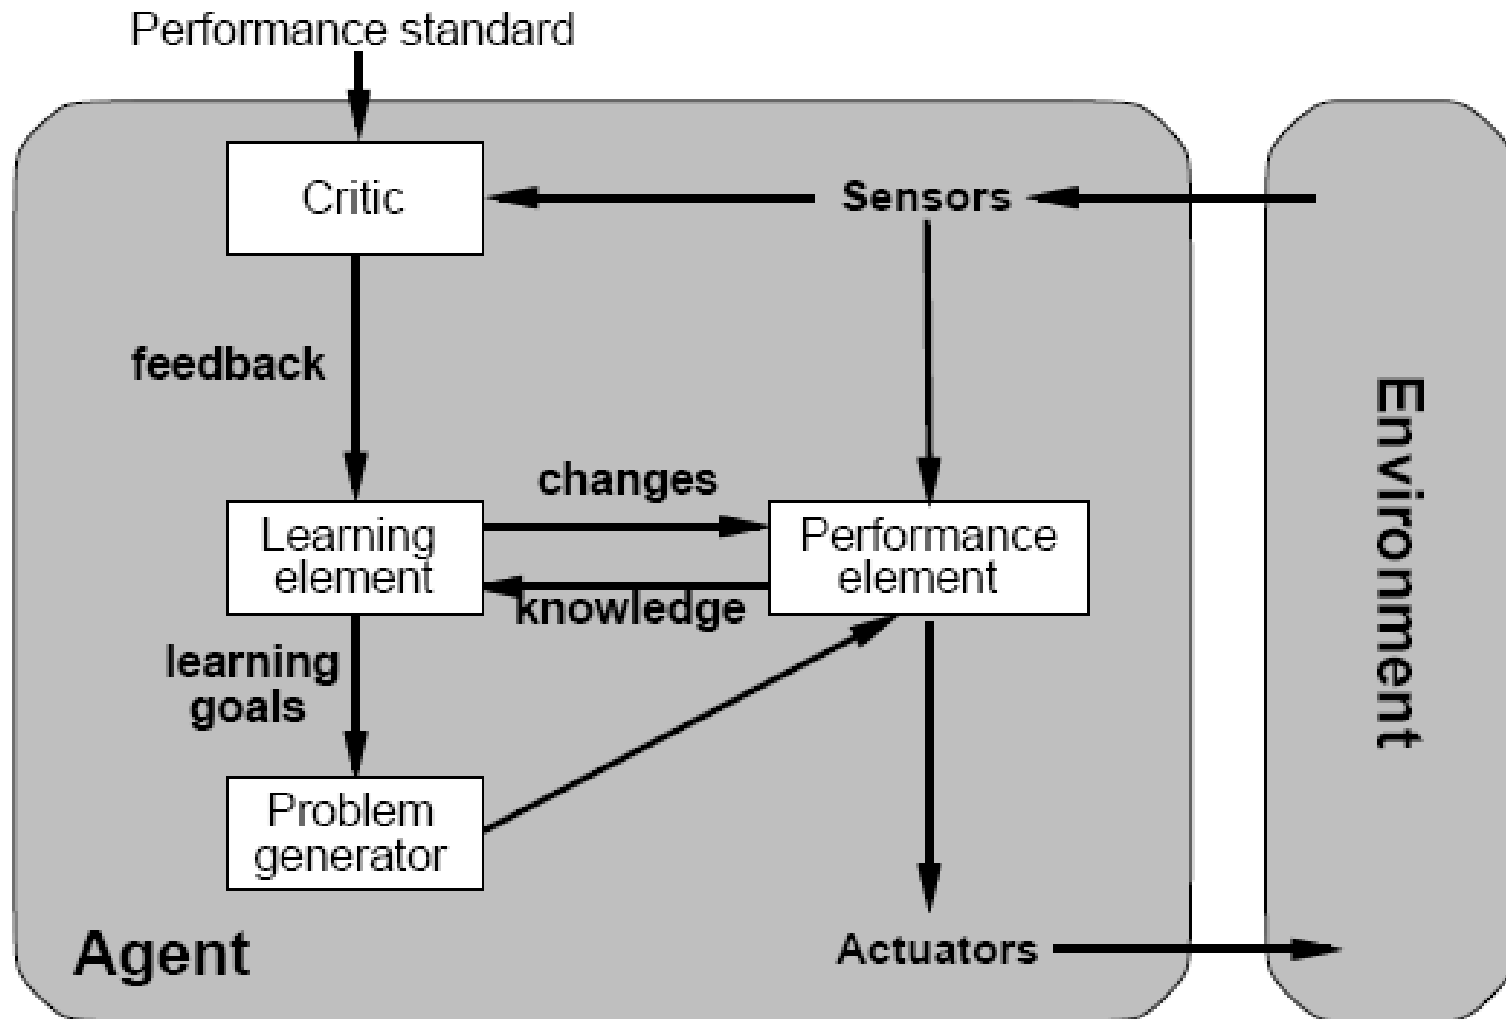 Performance standard
Critic
Sensors
feedback
changes
Learning
element
Performance
element
knowledge
learning
goals
Problem
generator
Agent
Actuators
Environment